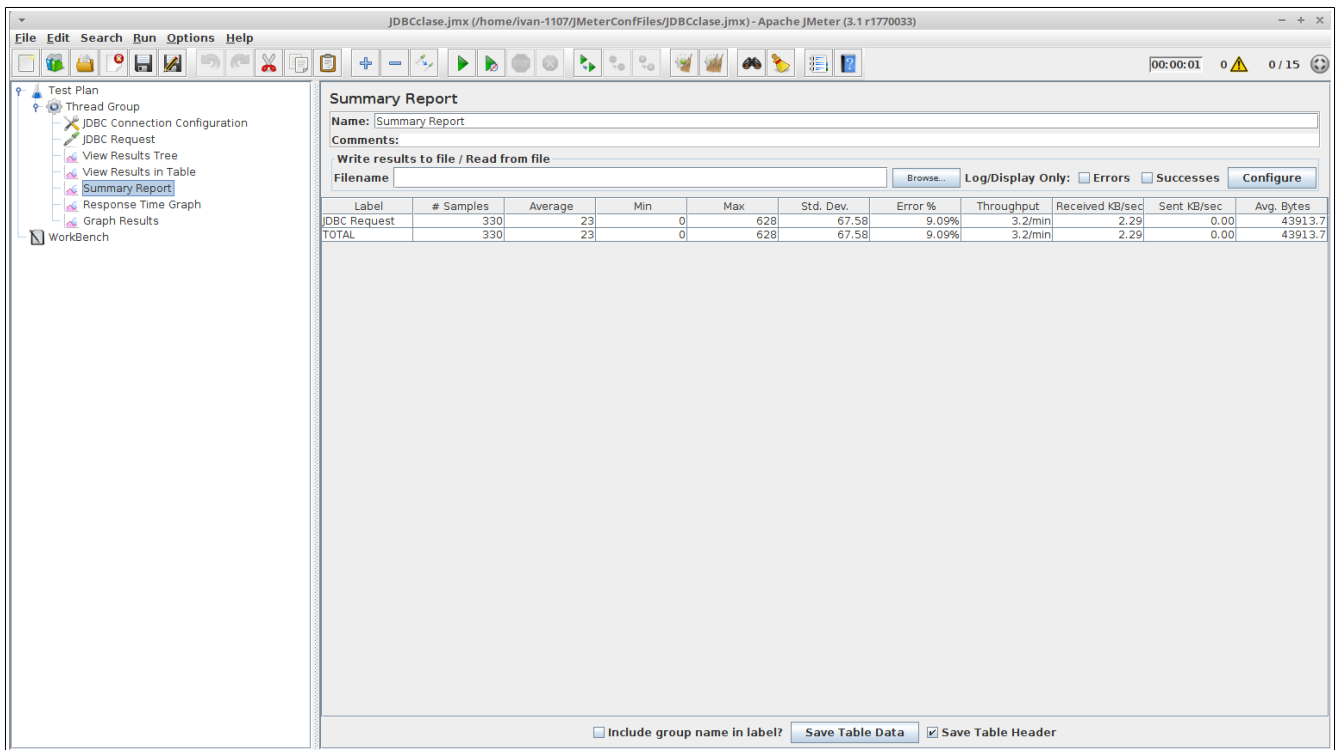 JDBCclase.jmx (/home/ivan-1107/JMeterConfFiles/JDBCclase.jmx) - Apache JMeter (3.1 r1770033)
File Edit Search Run Options Help
00:00:01 0 0 / 15
Test Plan
Thread Group
JDBC Connection Configuration
JDBC Request
View Results Tree
View Results in Table
Summary Report
Response Time Graph
Graph Results
WorkBench
Summary Report
Name: Summary Report
Comments:
Write results to file / Read from file
Filename Browse... Log/Display Only: Errors Successes Configure
Label # Samples Average Min Max Std. Dev. Error % Throughput Received KB/sec Sent KB/sec Avg. Bytes
JDBC Request 330 23 0 628 67.58 9.09% 3.2/min 2.29 0.00 43913.7
TOTAL 330 23 0 628 67.58 9.09% 3.2/min 2.29 0.00 43913.7
Include group name in label? Save Table Data Save Table Header